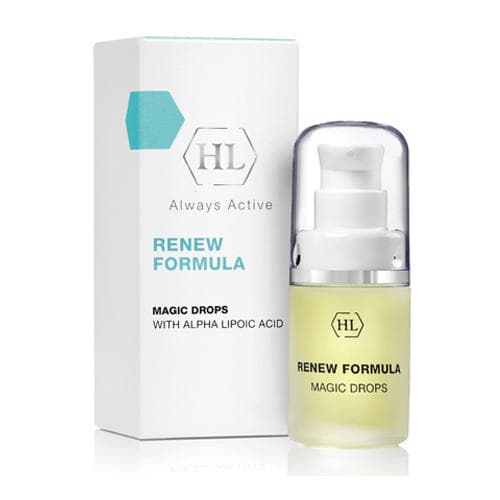 HL
Always Active
RENEW
FORMULA
MAGIC DROPS
WITH ALPHA LIPOIC ACID
HL
RENEW FORMULA
MAGIC DROPS